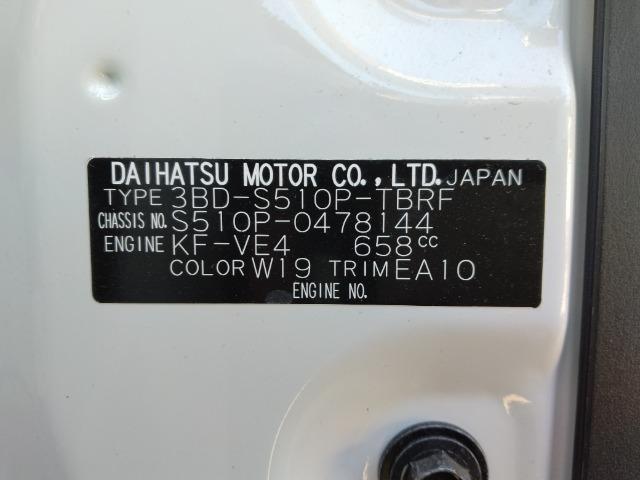 DAIHATSU MOTOR CO., LTD. JAPAN
TYPE 3BD-S510P-TBRF
CHASSIS NO. S510P-0478144
ENGINE KF-VE4 658cc
COLOR W19 TRIM EA10
ENGINE NO.